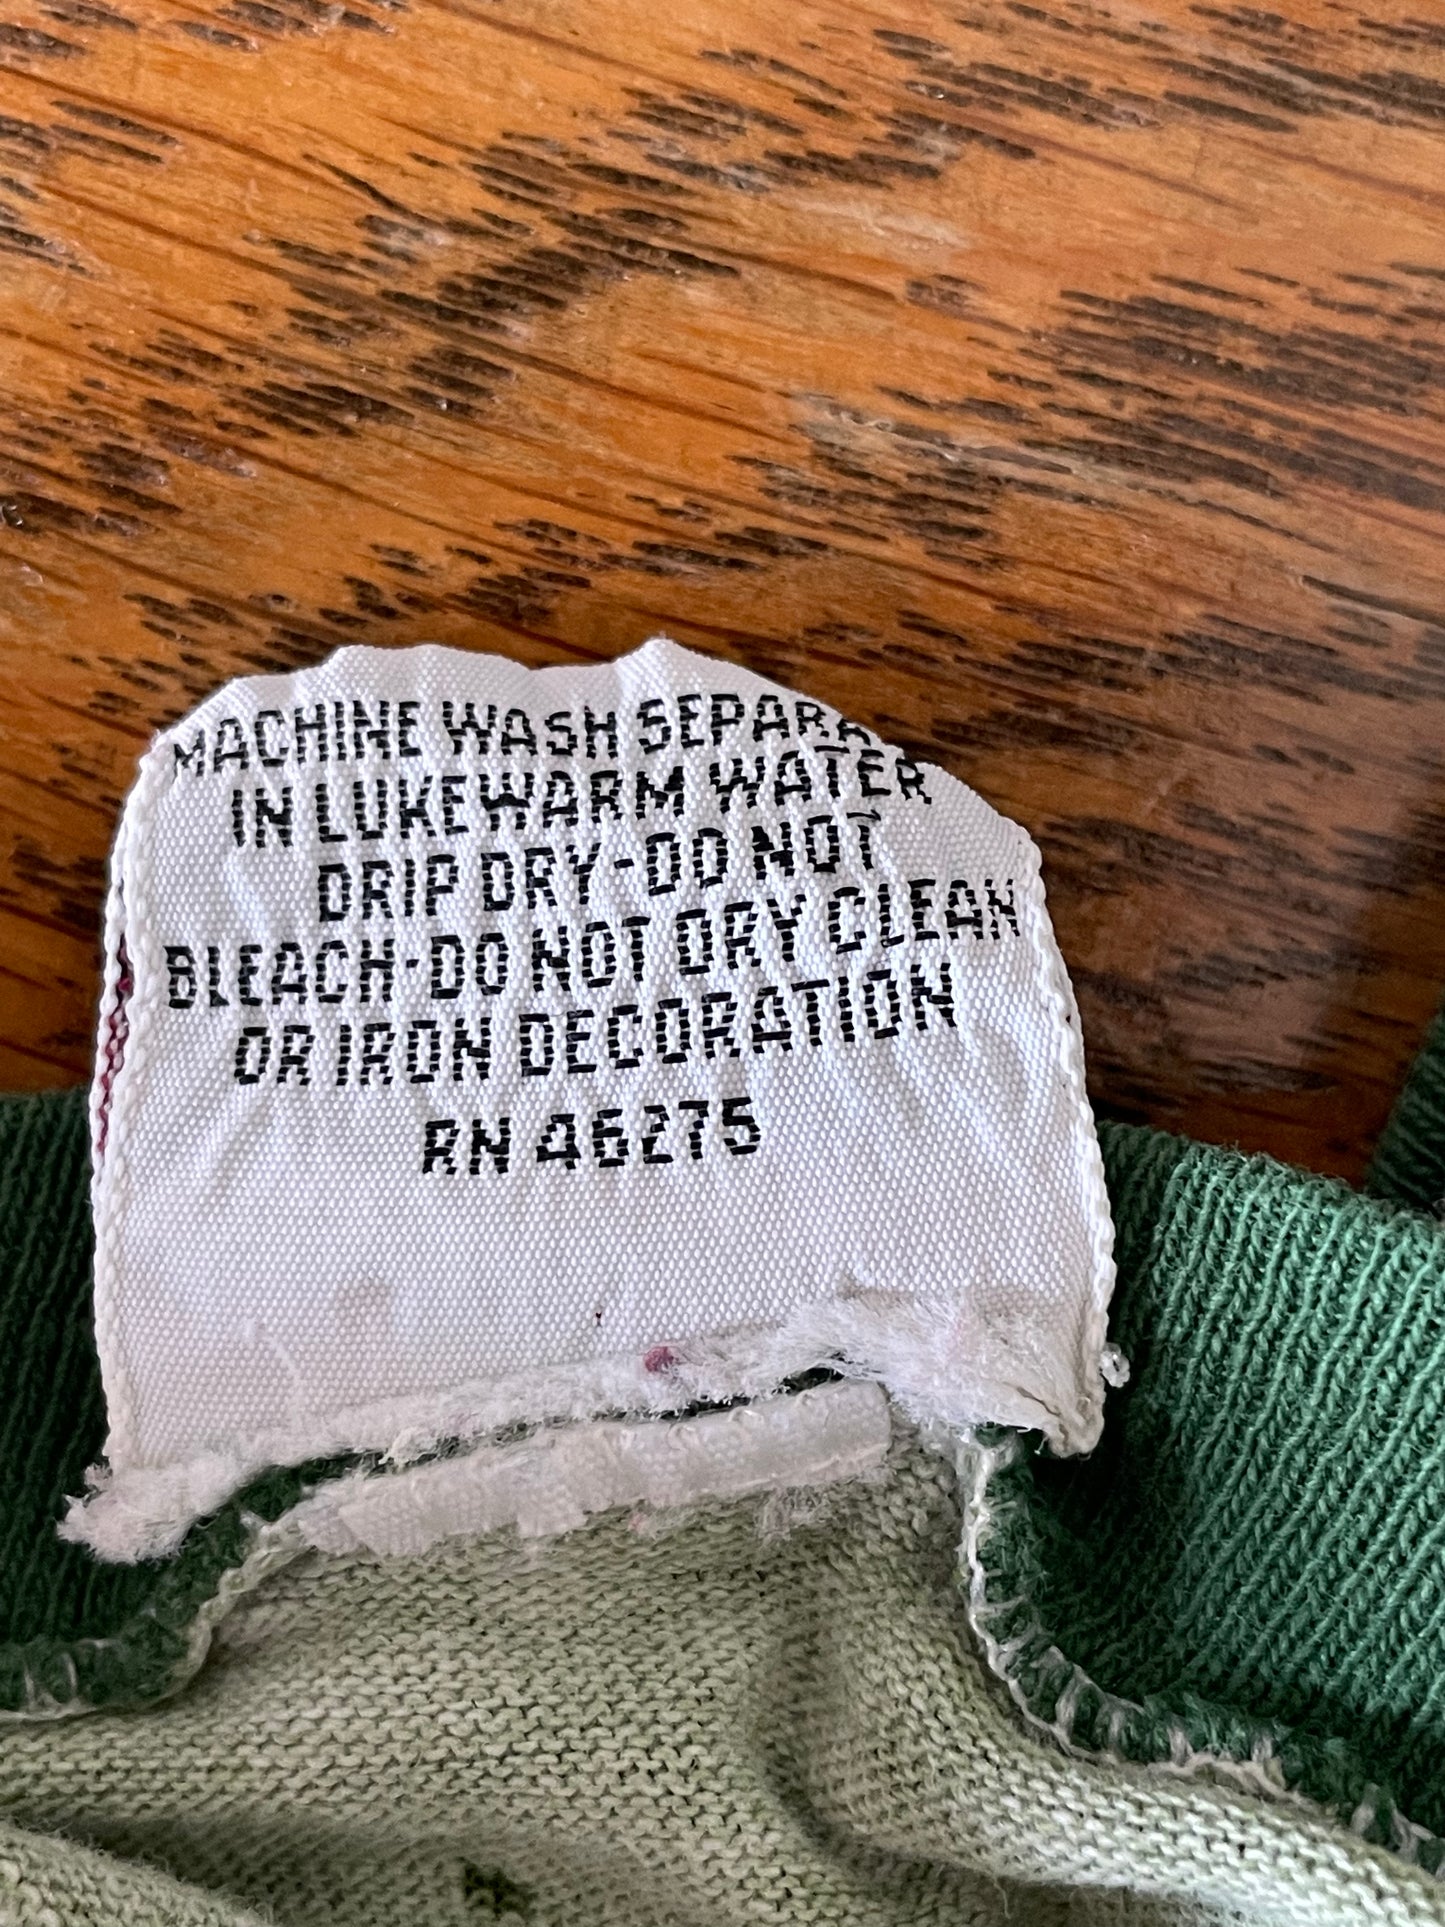 MACHINE WASH SEPARA
IN LUKEWARM WATER
DRIP DRY-DO NOT
BLEACH-DO NOT DRY CLEAN
OR IRON DECORATION
RN 46275